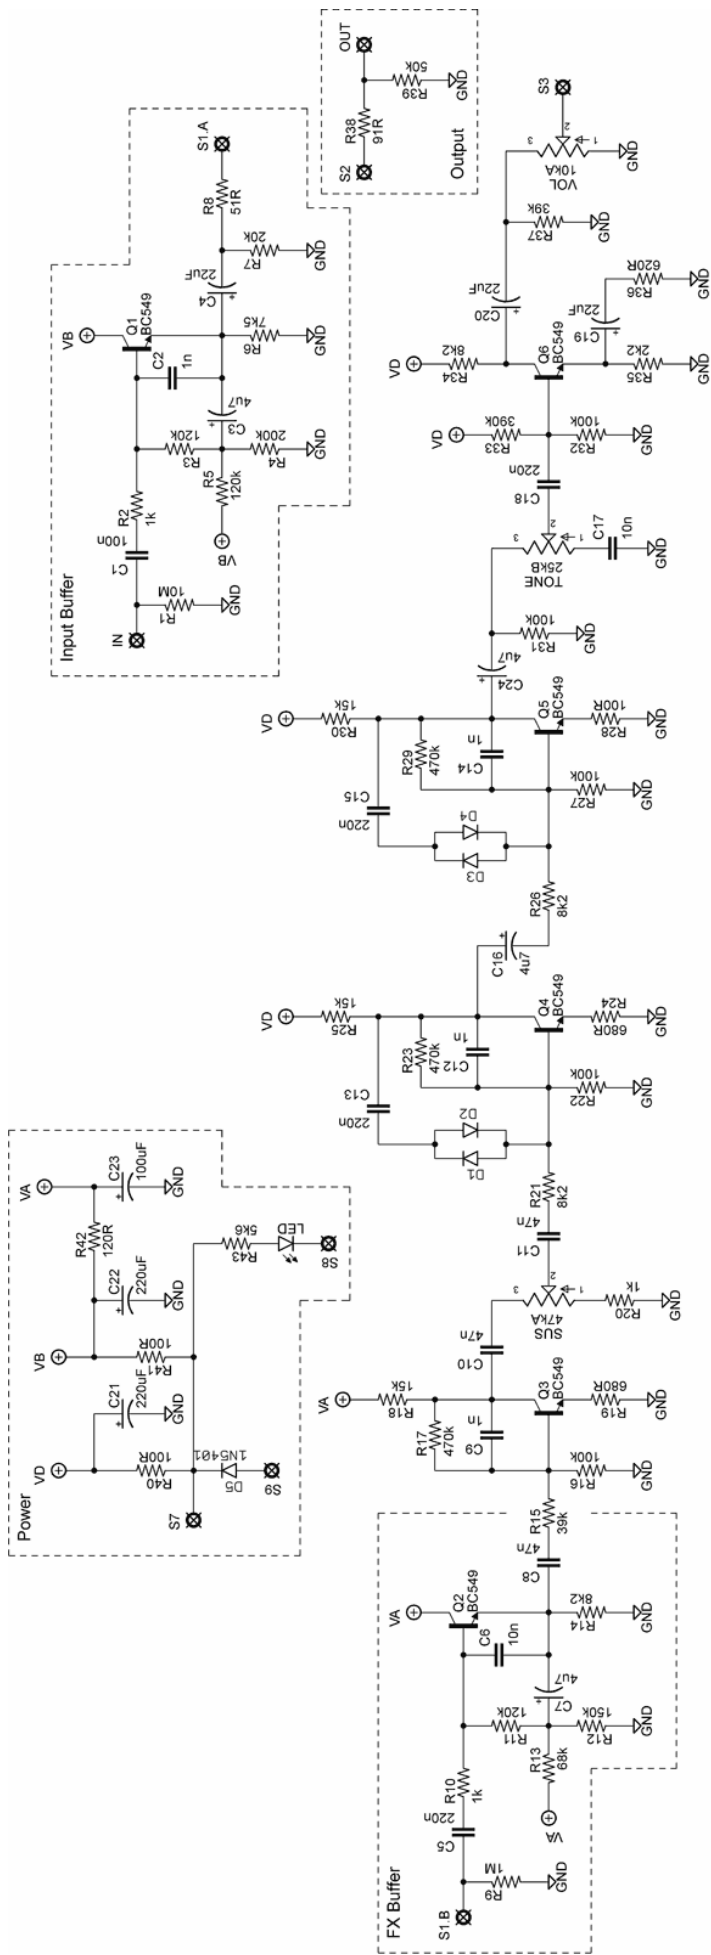 Power
VD
VB
VA
C21
220uF
GND
C22
220uF
GND
C23
100uF
GND
R42
120R
R40
100R
R41
100R
S7
D5
1N5401
S9
R43
5k6
LED
S8
Input Buffer
IN
R1
10M
GND
C1
100n
R2
1k
VB
R5
120k
R3
120k
R4
200k
GND
C3
4u7
C2
1n
VB
Q1
BC549
R6
7k5
GND
C4
22uF
R7
20k
GND
R8
51R
S1.A
Output
S2
R38
91R
R39
50k
GND
OUT
FX Buffer
S1.B
R9
1M
GND
C5
220n
R10
1k
VA
R13
68k
R11
120k
R12
150k
GND
C7
4u7
C6
10n
VA
Q2
BC549
R14
8k2
GND
C8
47n
R15
39k
R16
100k
GND
R17
470k
C9
1n
VA
R18
15k
Q3
BC549
R19
680R
GND
C10
47n
SUS
47kA
3
2
1
R20
1K
GND
C11
47n
R21
8k2
D1
D2
C13
220n
R22
100k
GND
R23
470k
C12
1n
VD
R25
15k
Q4
BC549
R24
680R
GND
C16
4u7
R26
8k2
D3
D4
C15
220n
R27
100k
GND
R29
470k
C14
1n
VD
R30
15k
Q5
BC549
R28
100R
GND
C24
4u7
R31
100k
GND
TONE
25kB
3
2
1
C17
10n
GND
C18
220n
VD
R33
390k
R32
100k
GND
VD
R34
8k2
Q6
BC549
R35
2k2
GND
C19
22uF
R36
620R
GND
C20
22uF
R37
39k
GND
VOL
10kA
3
2
1
GND
S3